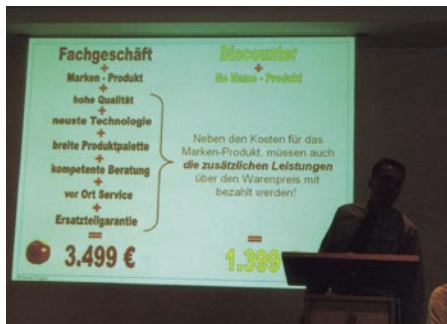 Fachgeschäft
+
Marken - Produkt
+
hohe Qualität
+
neuste Technologie
+
breite Produktpalette
+
kompetente Beratung
+
vor Ort Service
+
Ersatzteilgarantie
=
3.499 €
Discounter
+
No Name - Produkt
Neben den Kosten für das
Marken-Produkt. müssen auch
die zusätzlichen Leistungen
über den Warenpreis mit
bezahlt werden!
=
1.399